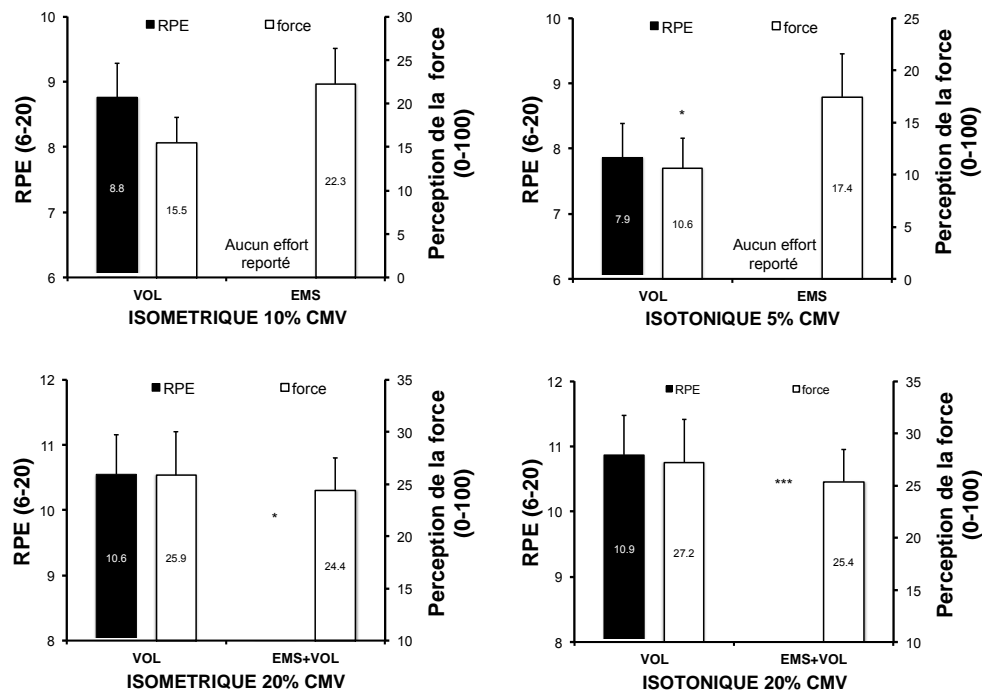 RPE force
10
9
8
7
6
RPE (6-20)
30
25
20
15
10
5
0
Perception de la force
(0-100)
8.8
15.5
22.3
Aucun effort
reporté
VOL EMS
ISOMETRIQUE 10% CMV
RPE force
10
9
8
7
6
RPE (6-20)
25
20
15
10
5
0
Perception de la force
(0-100)
*
7.9
10.6
17.4
Aucun effort
reporté
VOL EMS
ISOTONIQUE 5% CMV
RPE force
12
11
10
9
8
RPE (6-20)
35
30
25
20
15
10
Perception de la force
(0-100)
*
10.6
25.9
24.4
VOL EMS+VOL
ISOMETRIQUE 20% CMV
RPE force
12
11
10
9
8
RPE (6-20)
35
30
25
20
15
10
Perception de la force
(0-100)
***
10.9
27.2
25.4
VOL EMS+VOL
ISOTONIQUE 20% CMV